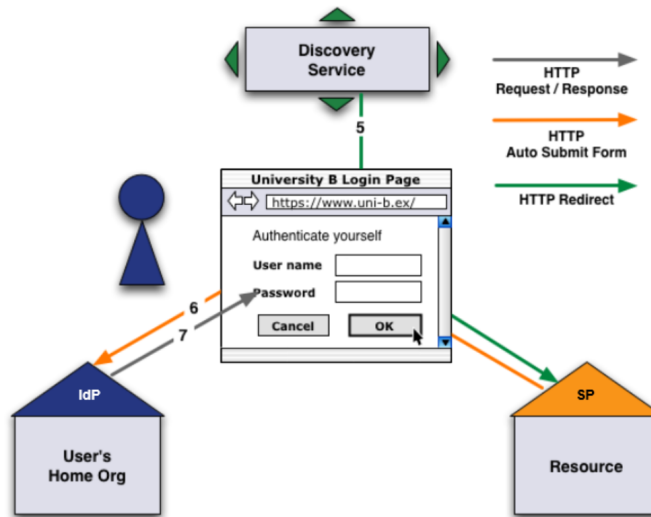 Discovery
Service
HTTP
Request / Response
HTTP
Auto Submit Form
HTTP Redirect
5
University B Login Page
https://www.uni-b.ex/
Authenticate yourself
User name
Password
Cancel
OK
6
7
IdP
User's
Home Org
SP
Resource